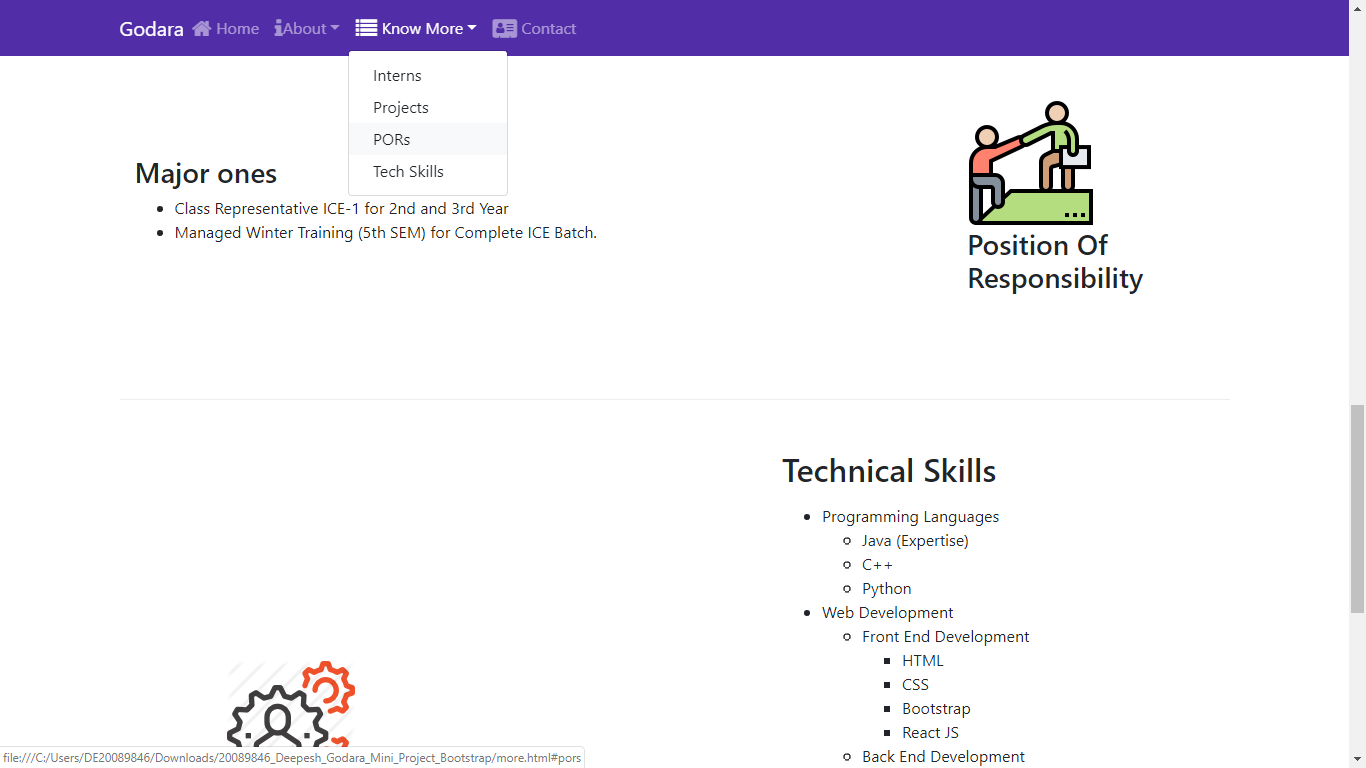 Godara Home About Know More Contact
Interns
Projects
PORs
Tech Skills
Major ones
Class Representative ICE-1 for 2nd and 3rd Year
Managed Winter Training (5th SEM) for Complete ICE Batch.
Position Of
Responsibility
Technical Skills
Programming Languages
Java (Expertise)
C++
Python
Web Development
Front End Development
HTML
CSS
Bootstrap
React JS
Back End Development
file:///C:/Users/DE20089846/Downloads/20089846_Deepesh_Godara_Mini_Project_Bootstrap/more.html#pors